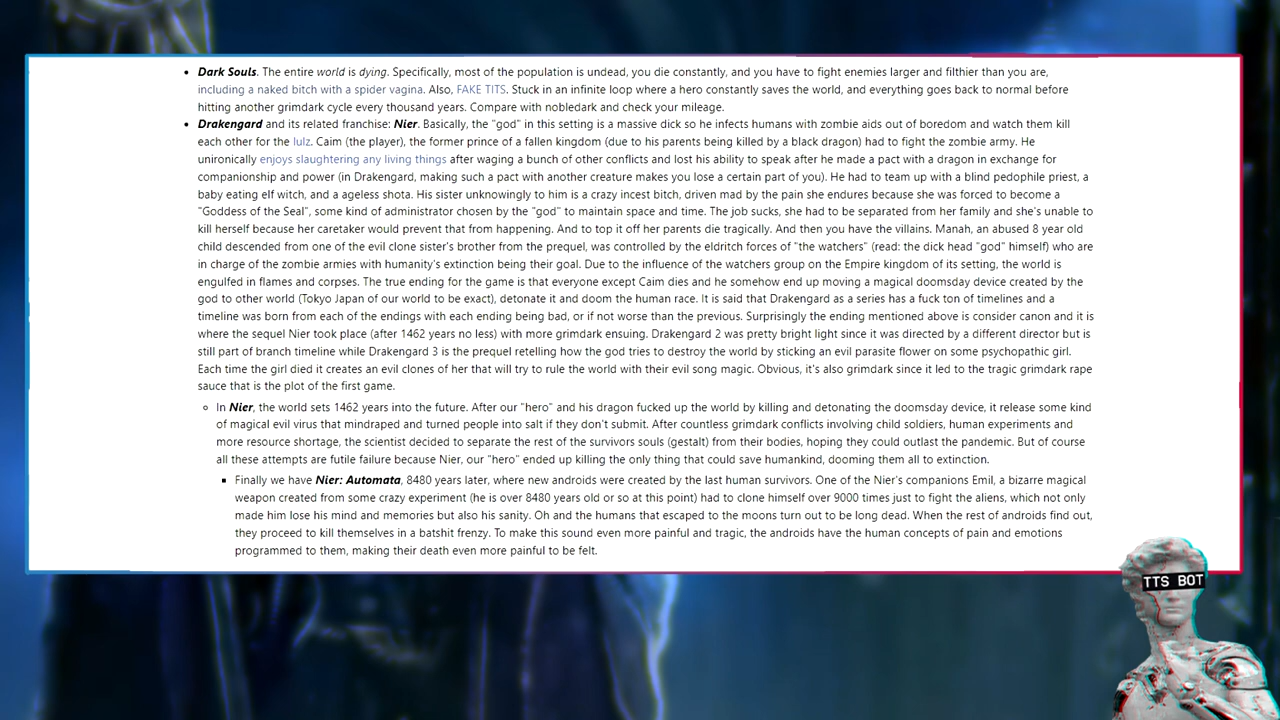 Dark Souls. The entire world is dying. Specifically, most of the population is undead, you die constantly, and you have to fight enemies larger and filthier than you are,
including a naked bitch with a spider vagina. Also, FAKE TITS. Stuck in an infinite loop where a hero constantly saves the world, and everything goes back to normal before
hitting another grimdark cycle every thousand years. Compare with nobledark and check your mileage.
Drakengard and its related franchise: Nier. Basically, the "god" in this setting is a massive dick so he infects humans with zombie aids out of boredom and watch them kill
each other for the lulz. Caim (the player), the former prince of a fallen kingdom (due to his parents being killed by a black dragon) had to fight the zombie army. He
unironically enjoys slaughtering any living things after waging a bunch of other conflicts and lost his ability to speak after he made a pact with a dragon in exchange for
companionship and power (in Drakengard, making such a pact with another creature makes you lose a certain part of you). He had to team up with a blind pedophile priest, a
baby eating elf witch, and a ageless shota. His sister unknowingly to him is a crazy incest bitch, driven mad by the pain she endures because she was forced to become a
"Goddess of the Seal", some kind of administrator chosen by the "god" to maintain space and time. The job sucks, she had to be separated from her family and she's unable to
kill herself because her caretaker would prevent that from happening. And to top it off her parents die tragically. And then you have the villains. Manah, an abused 8 year old
child descended from one of the evil clone sister's brother from the prequel, was controlled by the eldritch forces of "the watchers" (read: the dick head "god" himself) who are
in charge of the zombie armies with humanity's extinction being their goal. Due to the influence of the watchers group on the Empire kingdom of its setting, the world is
engulfed in flames and corpses. The true ending for the game is that everyone except Caim dies and he somehow end up moving a magical doomsday device created by the
god to other world (Tokyo Japan of our world to be exact), detonate it and doom the human race. It is said that Drakengard as a series has a fuck ton of timelines and a
timeline was born from each of the endings with each ending being bad, or if not worse than the previous. Surprisingly the ending mentioned above is consider canon and it is
where the sequel Nier took place (after 1462 years no less) with more grimdark ensuing. Drakengard 2 was pretty bright light since it was directed by a different director but is
still part of branch timeline while Drakengard 3 is the prequel retelling how the god tries to destroy the world by sticking an evil parasite flower on some psychopathic girl.
Each time the girl died it creates an evil clones of her that will try to rule the world with their evil song magic. Obvious, it's also grimdark since it led to the tragic grimdark rape
sauce that is the plot of the first game.
In Nier, the world sets 1462 years into the future. After our "hero" and his dragon fucked up the world by killing and detonating the doomsday device, it release some kind
of magical evil virus that mindraped and turned people into salt if they don't submit. After countless grimdark conflicts involving child soldiers, human experiments and
more resource shortage, the scientist decided to separate the rest of the survivors souls (gestalt) from their bodies, hoping they could outlast the pandemic. But of course
all these attempts are futile failure because Nier, our "hero" ended up killing the only thing that could save humankind, dooming them all to extinction.
Finally we have Nier: Automata, 8480 years later, where new androids were created by the last human survivors. One of the Nier's companions Emil, a bizarre magical
weapon created from some crazy experiment (he is over 8480 years old or so at this point) had to clone himself over 9000 times just to fight the aliens, which not only
made him lose his mind and memories but also his sanity. Oh and the humans that escaped to the moons turn out to be long dead. When the rest of androids find out,
they proceed to kill themselves in a batshit frenzy. To make this sound even more painful and tragic, the androids have the human concepts of pain and emotions
programmed to them, making their death even more painful to be felt.
TTS BOT